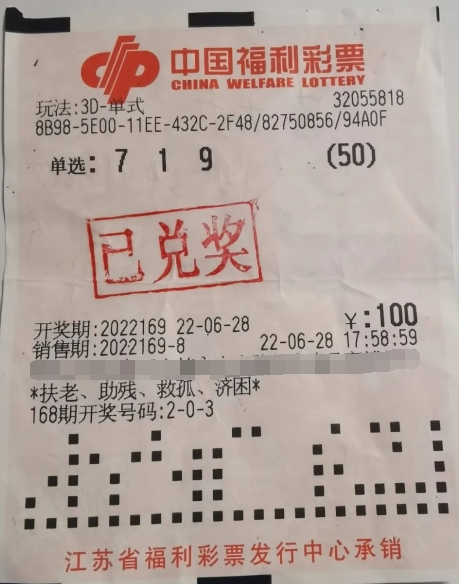 中国福利彩票
CHINA WELFARE LOTTERY
玩法:3D-单式 32055818
8B98-5E00-11EE-432C-2F48/82750856/94A0F
单选: 7 1 9 (50)
已兑奖
开奖期:2022169 22-06-28 ¥:100
销售期:2022169-8 22-06-28 17:58:59
*扶老、助残、救孤、济困*
168期开奖号码:2-0-3
江苏省福利彩票发行中心承销